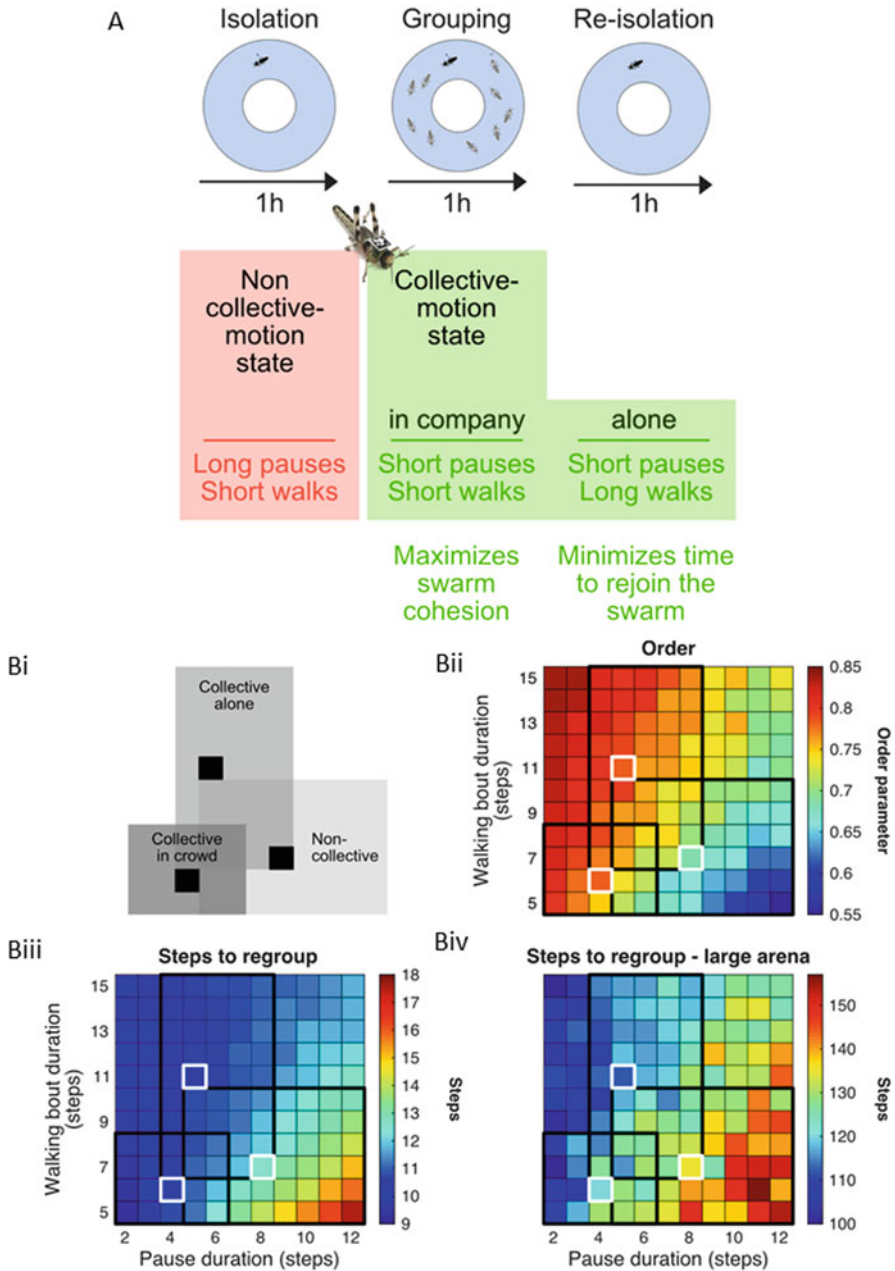 A
Isolation
Grouping
Re-isolation
1h
1h
1h
Non
collective-
motion
state
Collective-
motion
state
in company
alone
Long pauses
Short walks
Short pauses
Short walks
Short pauses
Long walks
Maximizes
swarm
cohesion
Minimizes time
to rejoin the
swarm
Bi
Collective
alone
Collective
in crowd
Non-
collective
Bii
Order
Walking bout duration
(steps)
15
13
11
9
7
5
0.85
0.8
0.75
0.7
0.65
0.6
0.55
Order parameter
Biii
Steps to regroup
Walking bout duration
(steps)
15
13
11
9
7
5
2 4 6 8 10 12
Pause duration (steps)
18
17
16
15
14
13
12
11
10
9
Steps
Biv
Steps to regroup - large arena
2 4 6 8 10 12
Pause duration (steps)
150
140
130
120
110
100
Steps